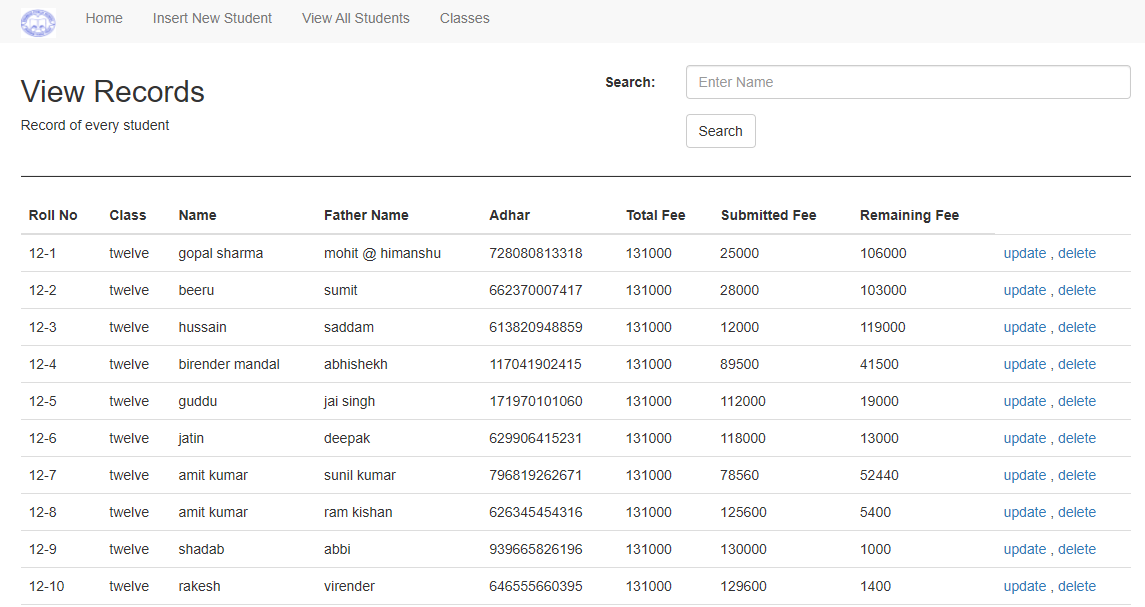 Home Insert New Student View All Students Classes
View Records
Record of every student
Search: Enter Name
Search
Roll No Class Name Father Name Adhar Total Fee Submitted Fee Remaining Fee
12-1 twelve gopal sharma mohit @ himanshu 728080813318 131000 25000 106000 update , delete
12-2 twelve beeru sumit 662370007417 131000 28000 103000 update , delete
12-3 twelve hussain saddam 613820948859 131000 12000 119000 update , delete
12-4 twelve birender mandal abhishekh 117041902415 131000 89500 41500 update , delete
12-5 twelve guddu jai singh 171970101060 131000 112000 19000 update , delete
12-6 twelve jatin deepak 629906415231 131000 118000 13000 update , delete
12-7 twelve amit kumar sunil kumar 796819262671 131000 78560 52440 update , delete
12-8 twelve amit kumar ram kishan 626345454316 131000 125600 5400 update , delete
12-9 twelve shadab abbi 939665826196 131000 130000 1000 update , delete
12-10 twelve rakesh virender 646555660395 131000 129600 1400 update , delete